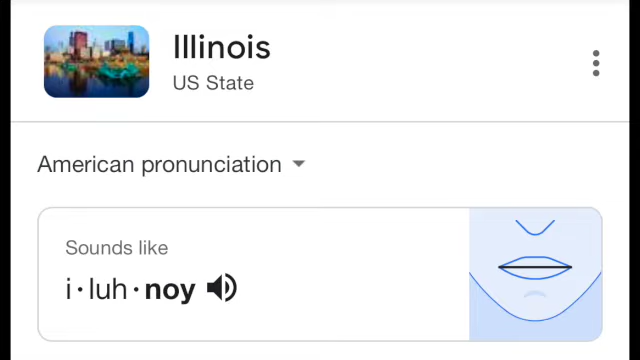 Illinois
US State
American pronunciation
Sounds like
i·luh·noy